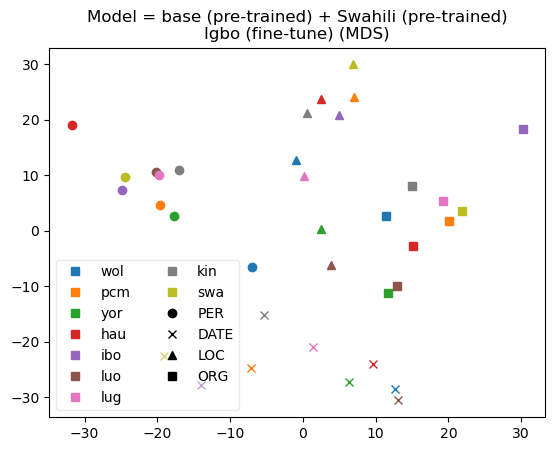 Model = base (pre-trained) + Swahili (pre-trained)
Igbo (fine-tune) (MDS)
30
20
10
0
−10
−20
−30
wol
pcm
yor
hau
ibo
luo
lug
kin
swa
PER
DATE
LOC
ORG
−30
−20
−10
0
10
20
30